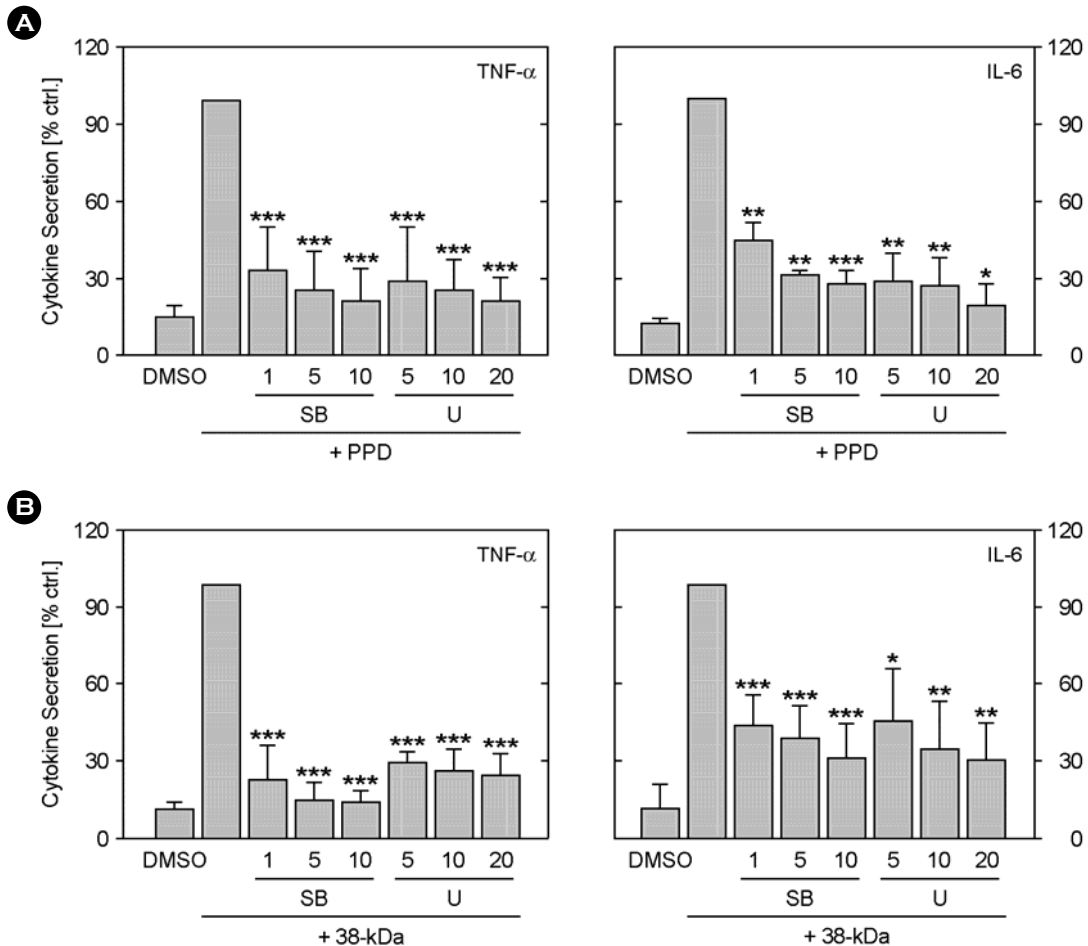 A
Cytokine Secretion [% ctrl.]
120
90
60
30
0
TNF-α
***
***
***
***
***
***
DMSO
1
5
10
5
10
20
SB
U
+ PPD
IL-6
**
**
***
**
**
*
120
90
60
30
0
DMSO
1
5
10
5
10
20
SB
U
+ PPD
B
Cytokine Secretion [% ctrl.]
120
90
60
30
0
TNF-α
***
***
***
***
***
***
DMSO
1
5
10
5
10
20
SB
U
+ 38-kDa
IL-6
***
***
***
*
**
**
120
90
60
30
0
DMSO
1
5
10
5
10
20
SB
U
+ 38-kDa